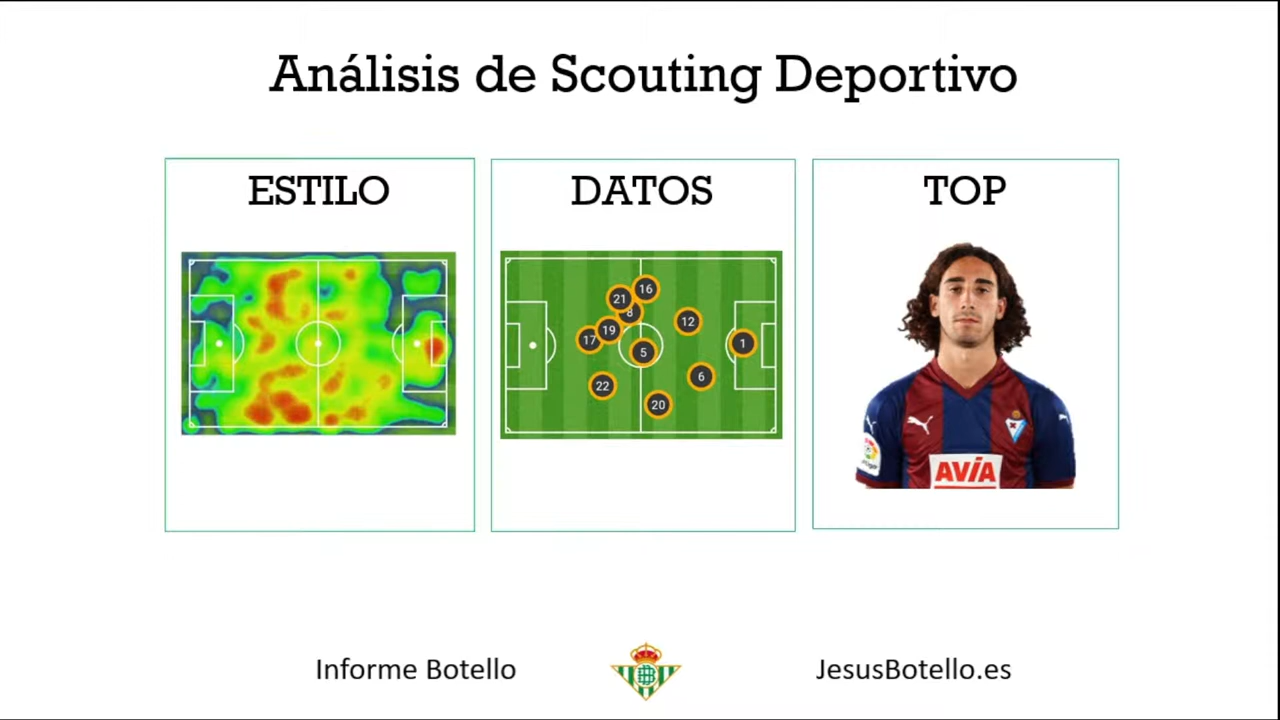 Análisis de Scouting Deportivo
ESTILO
DATOS
TOP
16
21
8
12
19
17
1
5
6
22
20
AVÍA
Informe Botello
JesusBotello.es